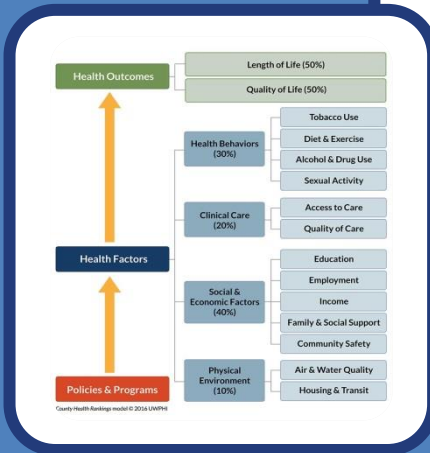 Health Outcomes
Length of Life (50%)
Quality of Life (50%)
Health Factors
Health Behaviors
(30%)
Tobacco Use
Diet & Exercise
Alcohol & Drug Use
Sexual Activity
Clinical Care
(20%)
Access to Care
Quality of Care
Social &
Economic Factors
(40%)
Education
Employment
Income
Family & Social Support
Community Safety
Physical
Environment
(10%)
Air & Water Quality
Housing & Transit
Policies & Programs
County Health Rankings model © 2016 UWPHI